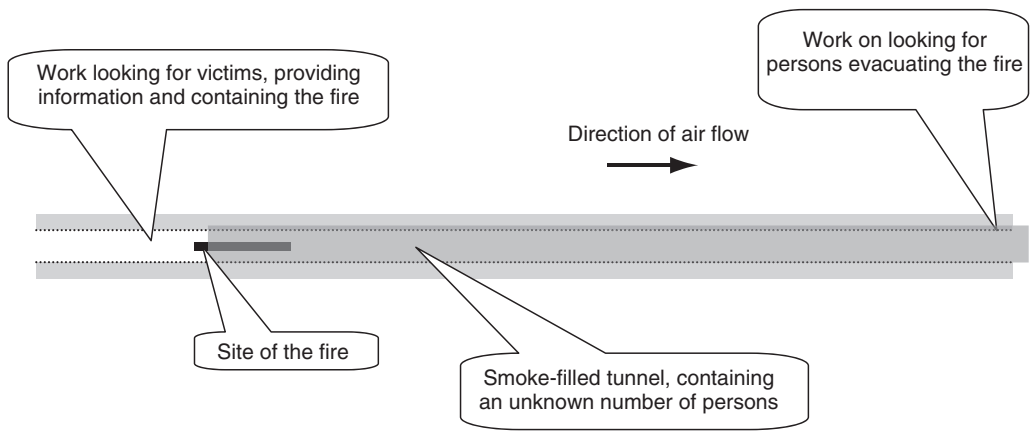 Work looking for victims, providing
information and containing the fire
Work on looking for
persons evacuating the fire
Direction of air flow
Site of the fire
Smoke-filled tunnel, containing
an unknown number of persons